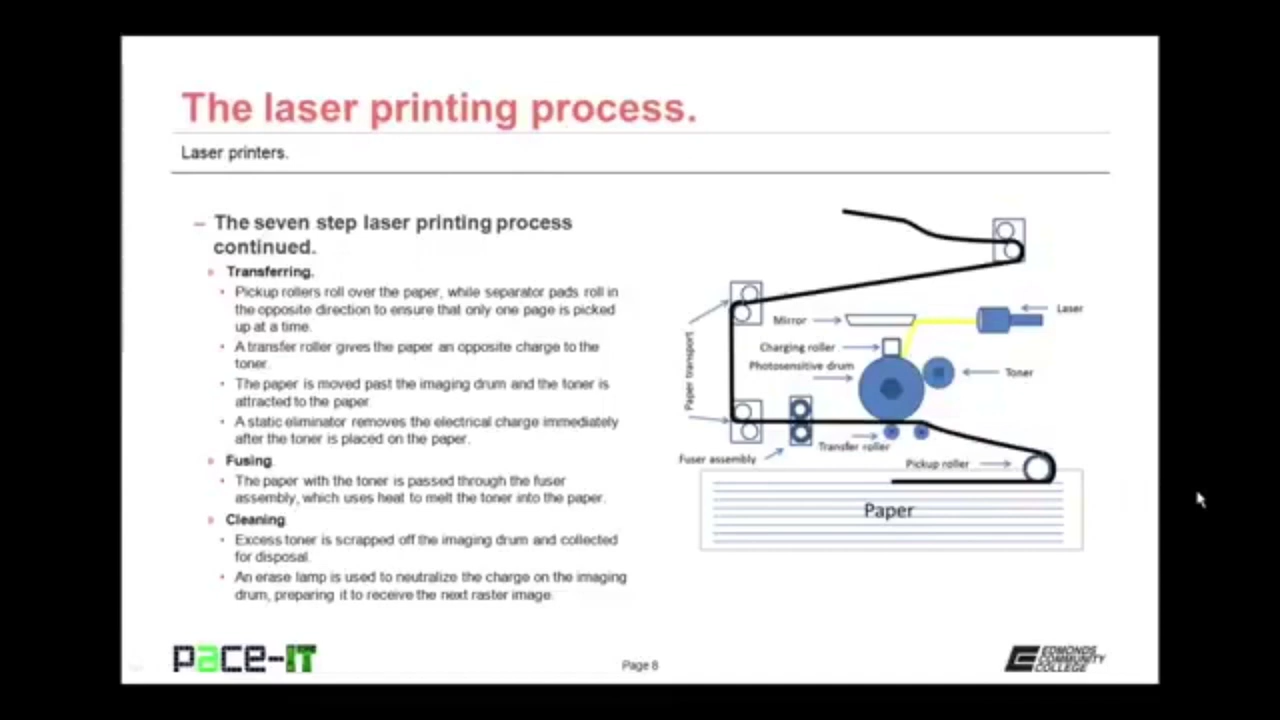 The laser printing process.
Laser printers.
– The seven step laser printing process
continued.
» Transferring.
• Pickup rollers roll over the paper, while separator pads roll in
the opposite direction to ensure that only one page is picked
up at a time.
• A transfer roller gives the paper an opposite charge to the
toner.
• The paper is moved past the imaging drum and the toner is
attracted to the paper.
• A static eliminator removes the electrical charge immediately
after the toner is placed on the paper.
» Fusing.
• The paper with the toner is passed through the fuser
assembly, which uses heat to melt the toner into the paper.
» Cleaning.
• Excess toner is scrapped off the imaging drum and collected
for disposal.
• An erase lamp is used to neutralize the charge on the imaging
drum, preparing it to receive the next raster image.
Laser
Mirror
Charging roller
Photosensitive drum
Toner
Paper transport
Transfer roller
Fuser assembly
Pickup roller
Paper
pace-IT
Page 8
EDMONDS
COMMUNITY
COLLEGE